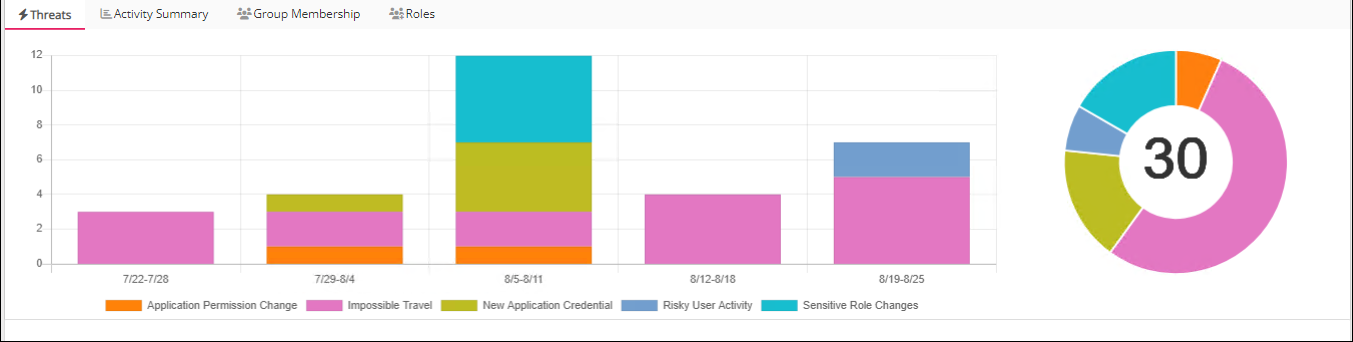 Threats Activity Summary Group Membership Roles
12
10
8
6
4
2
0
7/22-7/28 7/29-8/4 8/5-8/11 8/12-8/18 8/19-8/25
Application Permission Change Impossible Travel New Application Credential Risky User Activity Sensitive Role Changes
30